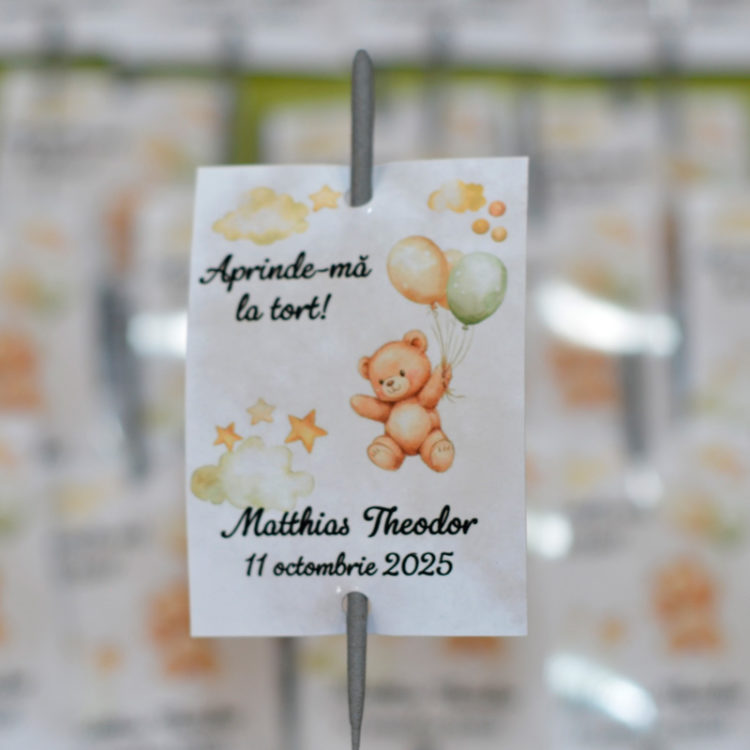 Aprinde-mă
la tort!
Matthias Theodor
11 octombrie 2025